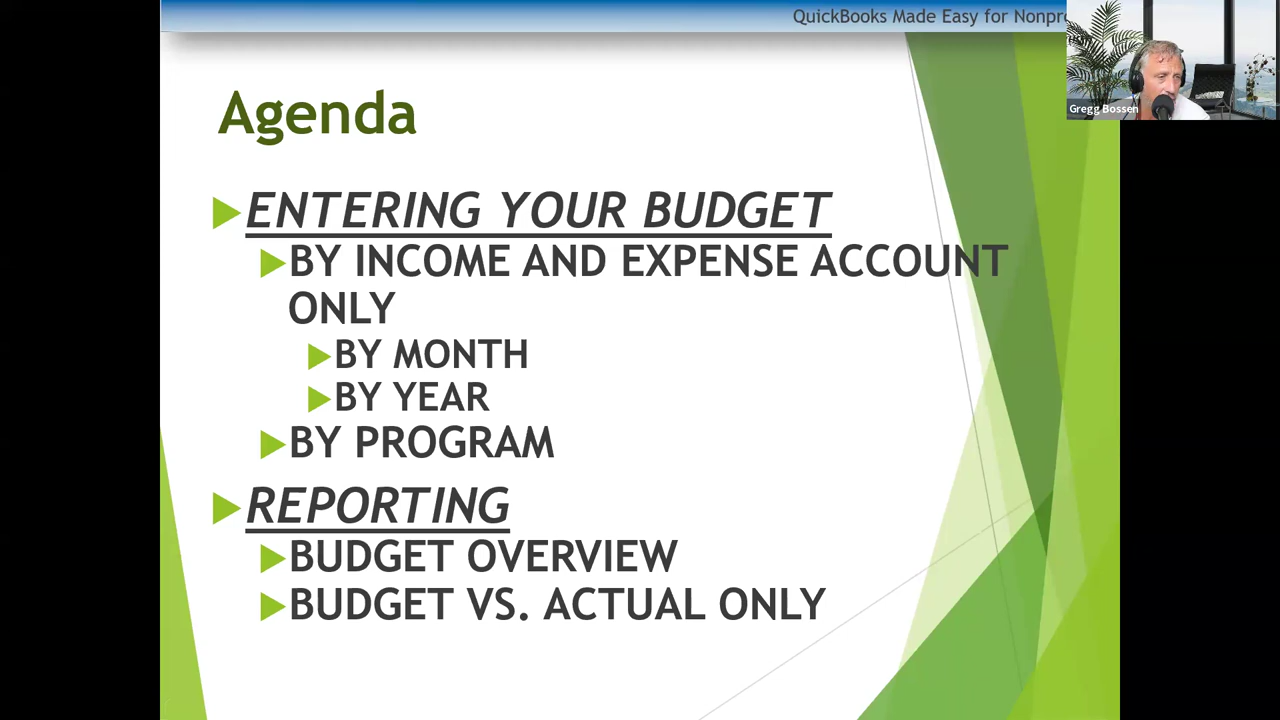 QuickBooks Made Easy for Nonpro
Gregg Bossen
Agenda
ENTERING YOUR BUDGET
BY INCOME AND EXPENSE ACCOUNT
ONLY
BY MONTH
BY YEAR
BY PROGRAM
REPORTING
BUDGET OVERVIEW
BUDGET VS. ACTUAL ONLY